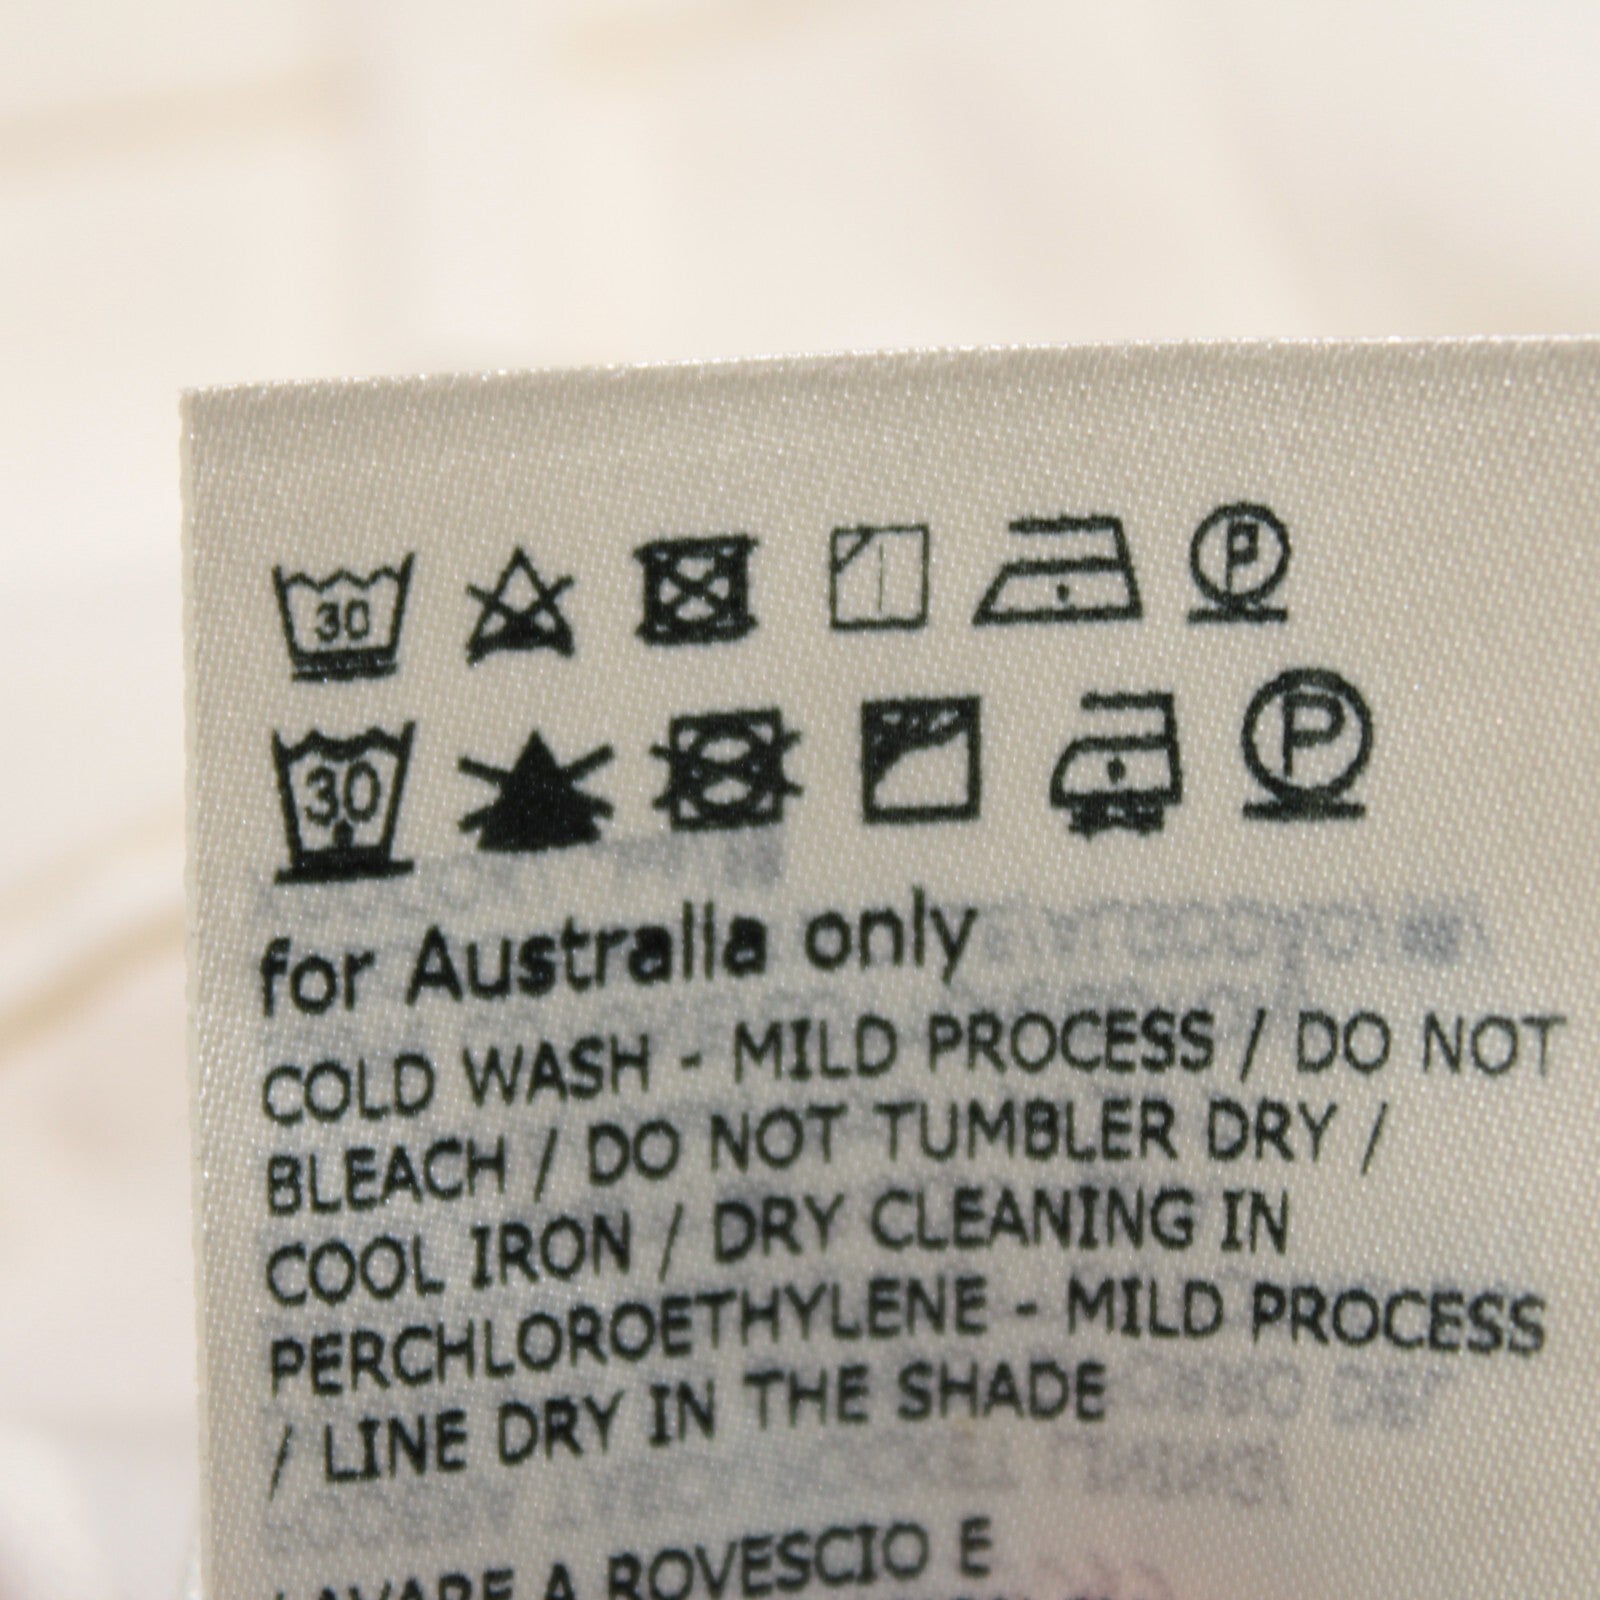 30 P
30 P
for Australia only
COLD WASH - MILD PROCESS / DO NOT
BLEACH / DO NOT TUMBLER DRY /
COOL IRON / DRY CLEANING IN
PERCHLOROETHYLENE - MILD PROCESS
/ LINE DRY IN THE SHADE
LAVARE A ROVESCIO E